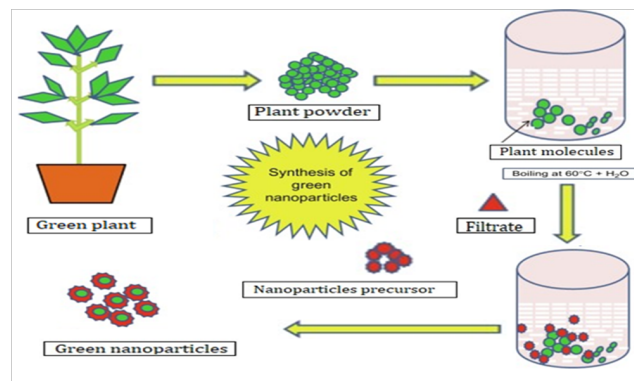 Plant powder
Plant molecules
Synthesis of
green
nanoparticles
Boiling at 60°C + H₂O
Green plant
Filtrate
Nanoparticles precursor
Green nanoparticles